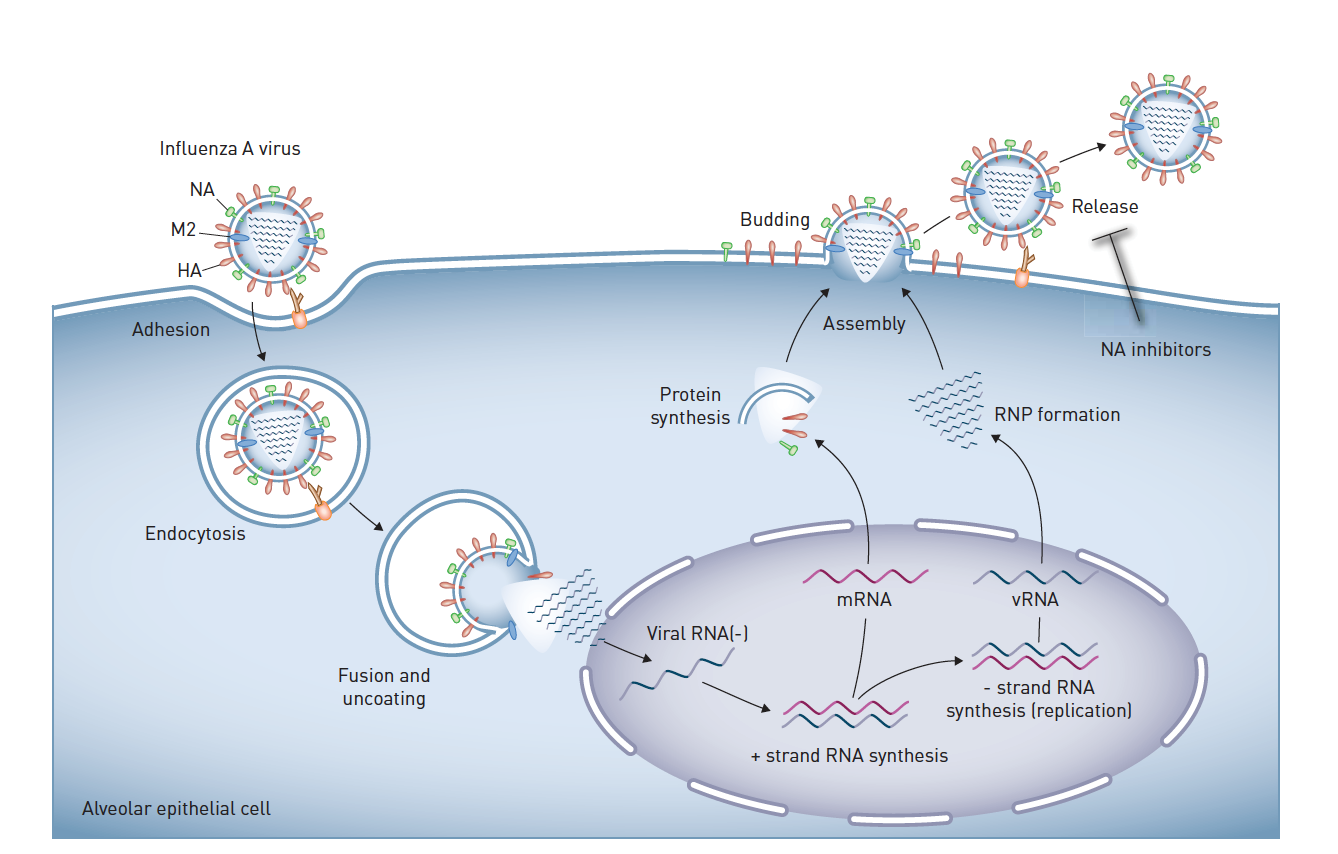 Influenza A virus
NA
M2
HA
Adhesion
Endocytosis
Fusion and
uncoating
Viral RNA(-)
+ strand RNA synthesis
- strand RNA
synthesis (replication)
mRNA
vRNA
Protein
synthesis
RNP formation
Assembly
Budding
Release
NA inhibitors
Alveolar epithelial cell